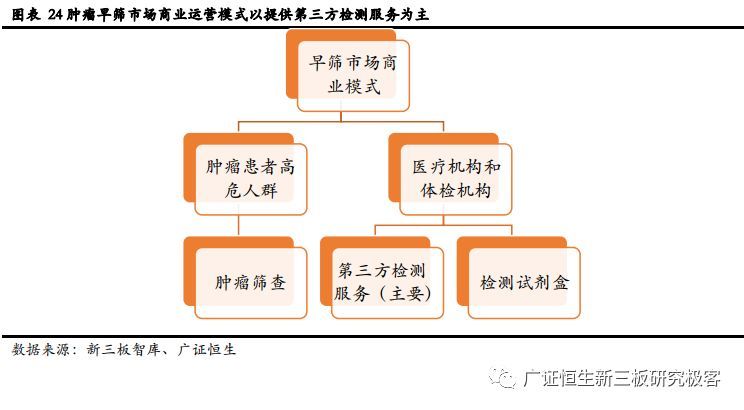 图表 24 肿瘤早筛市场商业运营模式以提供第三方检测服务为主
早筛市场商
业模式
肿瘤患者高
危人群
医疗机构和
体检机构
肿瘤筛查
第三方检测
服务（主要）
检测试剂盒
数据来源：新三板智库、广证恒生
广证恒生新三板研究极客